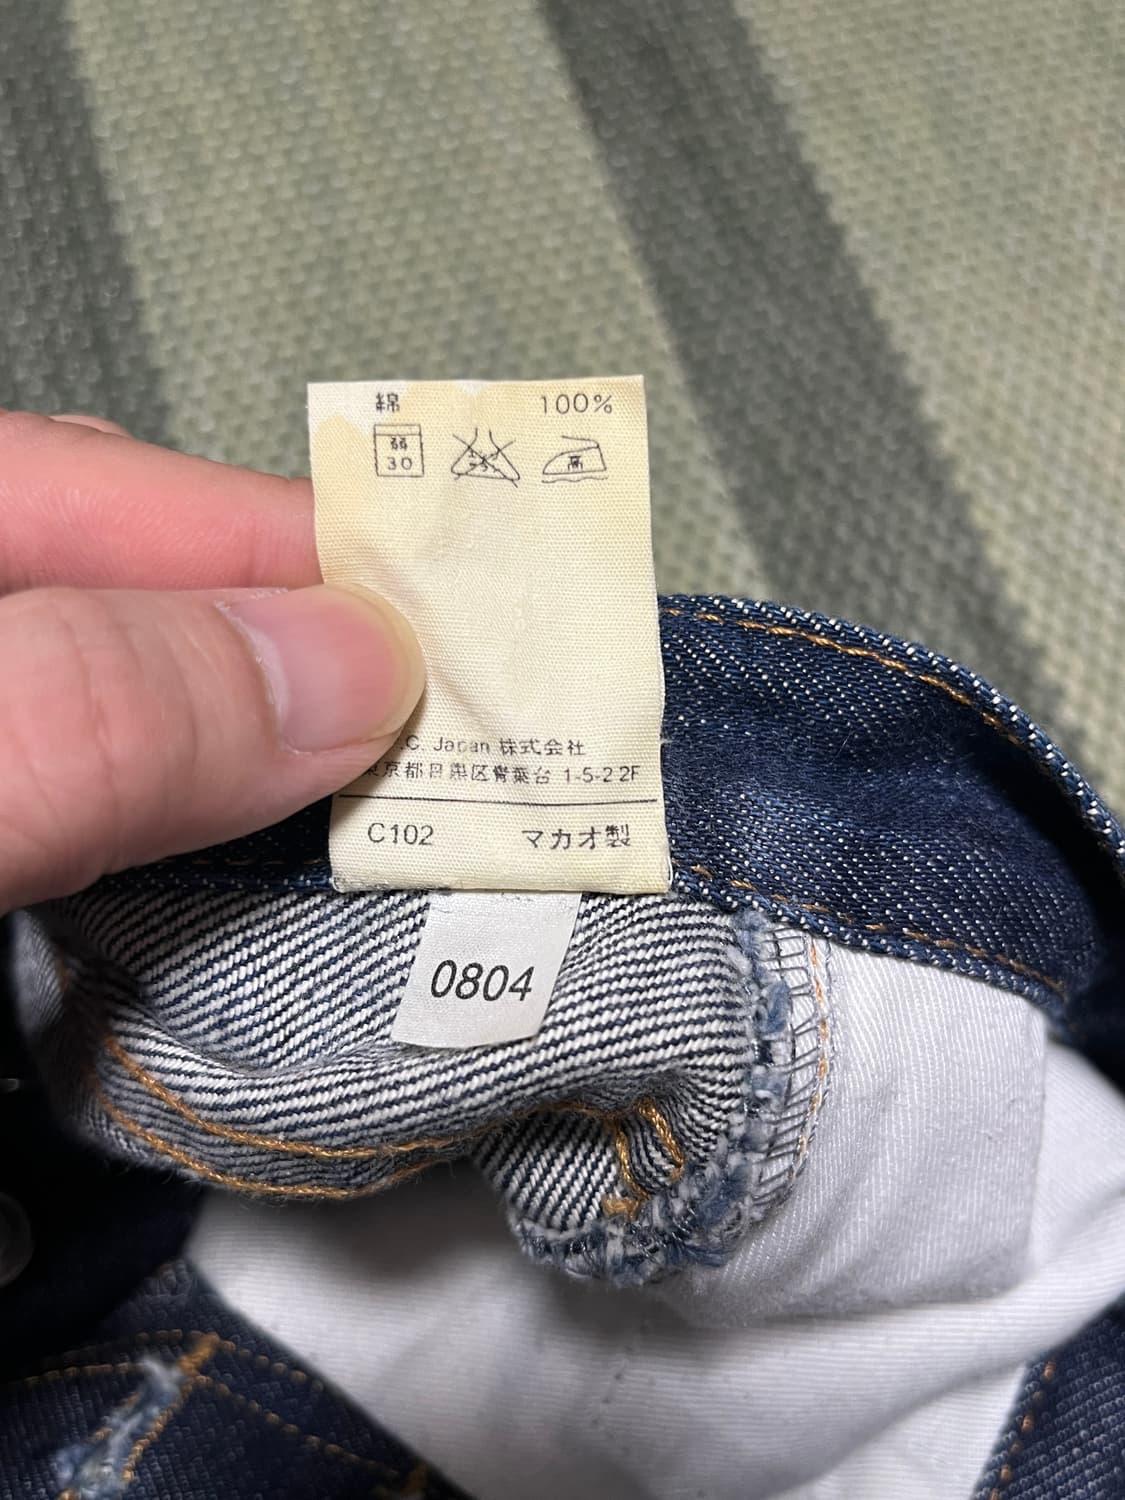 綿 100%
弱
30
高
.C. Japan 株式会社
東京都目黒区青葉台 1-5-2 2F
C102 マカオ製
0804